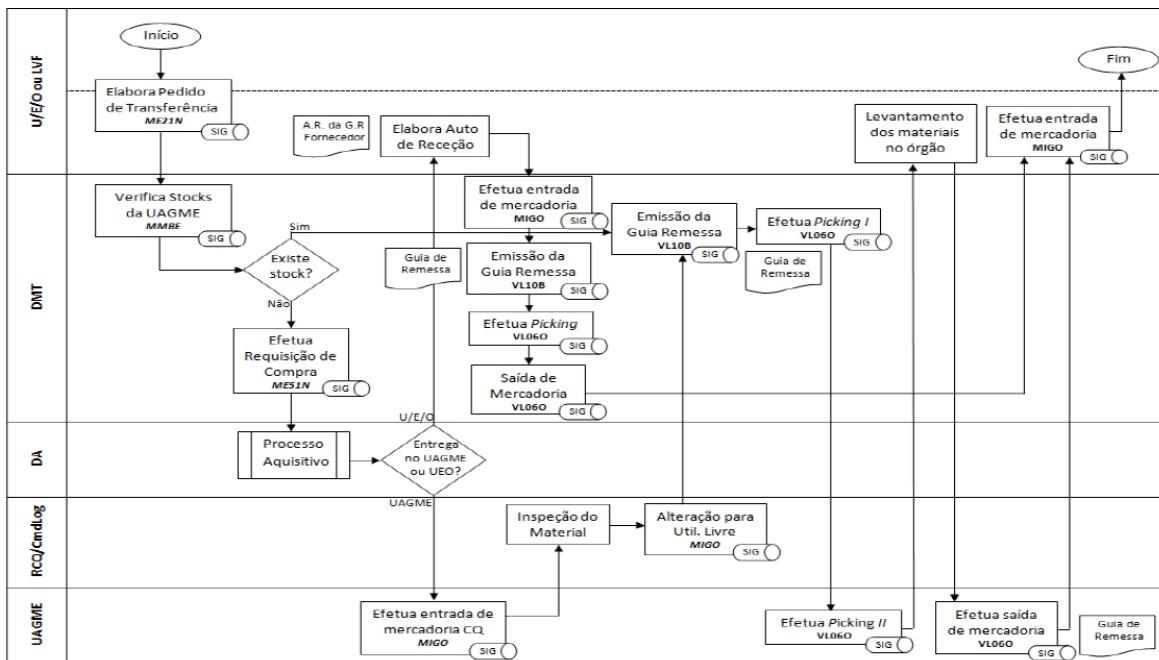 U/E/O ou LVF
Início
Elabora Pedido
de Transferência
ME21N
SIG
A.R. da G.R
Fornecedor
Elabora Auto
de Receção
Levantamento
dos materiais
no órgão
Efetua entrada
de mercadoria
MIGO
SIG
Fim
DMT
Verifica Stocks
da UAGME
MMBE
SIG
Existe
stock?
Sim
Não
Efetua
Requisição de
Compra
ME51N
SIG
Guia de
Remessa
Efetua entrada
de mercadoria
MIGO
SIG
Emissão da
Guia Remessa
VL10B
SIG
Efetua Picking
VL06O
SIG
Saída de
Mercadoria
VL06O
SIG
Emissão da
Guia Remessa
VL10B
SIG
Efetua Picking I
VL06O
SIG
Guia de
Remessa
DA
Processo
Aquisitivo
U/E/O
Entrega
no UAGME
ou UEO?
UAGME
RCQ/CmdLog
Inspeção do
Material
Alteração para
Util. Livre
MIGO
SIG
UAGME
Efetua entrada de
mercadoria CQ
MIGO
SIG
Efetua Picking II
VL06O
SIG
Efetua saída
de mercadoria
VL06O
SIG
Guia de
Remessa